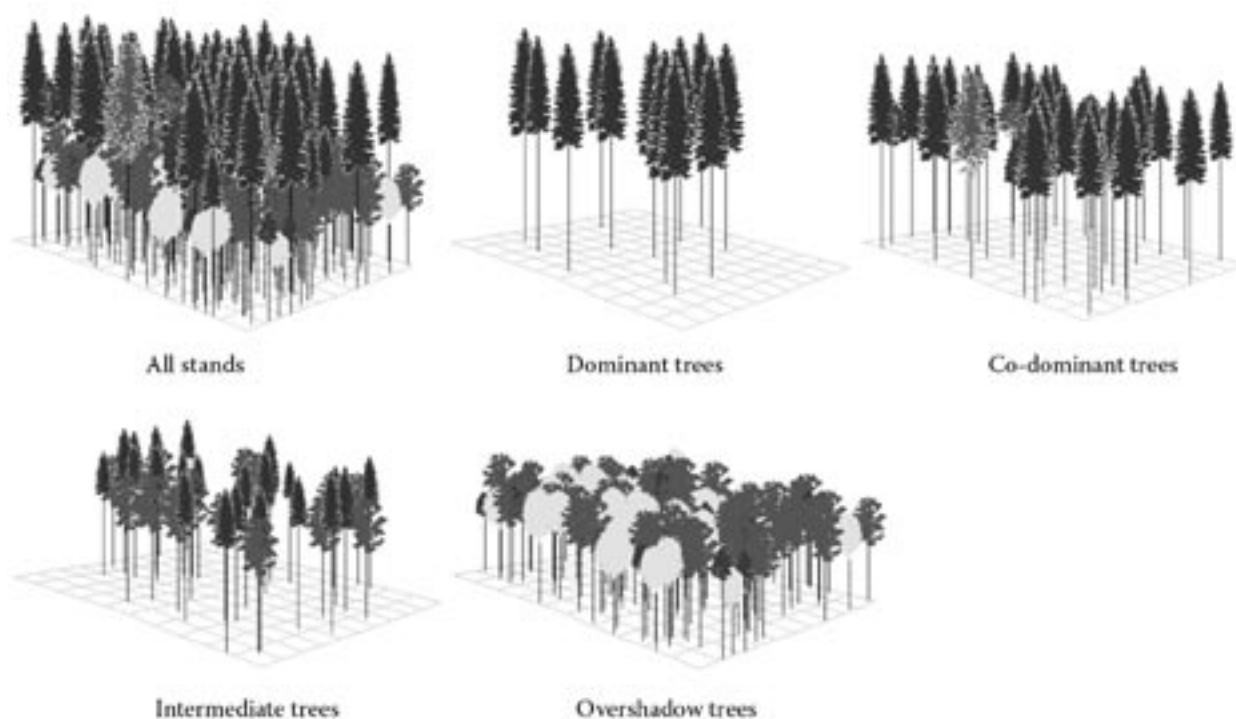 All stands
Dominant trees
Co-dominant trees
Intermediate trees
Overshadow trees